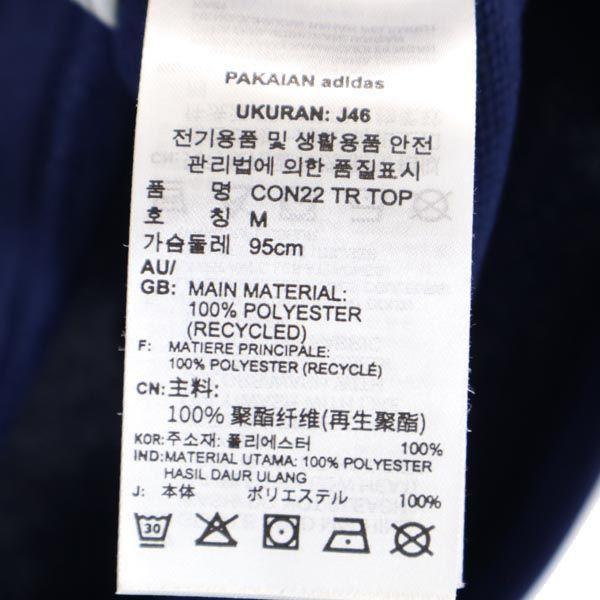 PAKAIAN adidas
UKURAN: J46
전기용품 및 생활용품 안전
관리법에 의한 품질표시
품 명 CON22 TR TOP
호 칭 M
가슴둘레 95cm
AU/
GB: MAIN MATERIAL:
100% POLYESTER
(RECYCLED)
F: MATIERE PRINCIPALE:
100% POLYESTER (RECYCLÉ)
CN: 主料:
100% 聚酯纤维(再生聚酯)
KOR: 주소재: 폴리에스터 100%
IND: MATERIAL UTAMA: 100% POLYESTER
HASIL DAUR ULANG
J: 本体 ポリエステル 100%
30